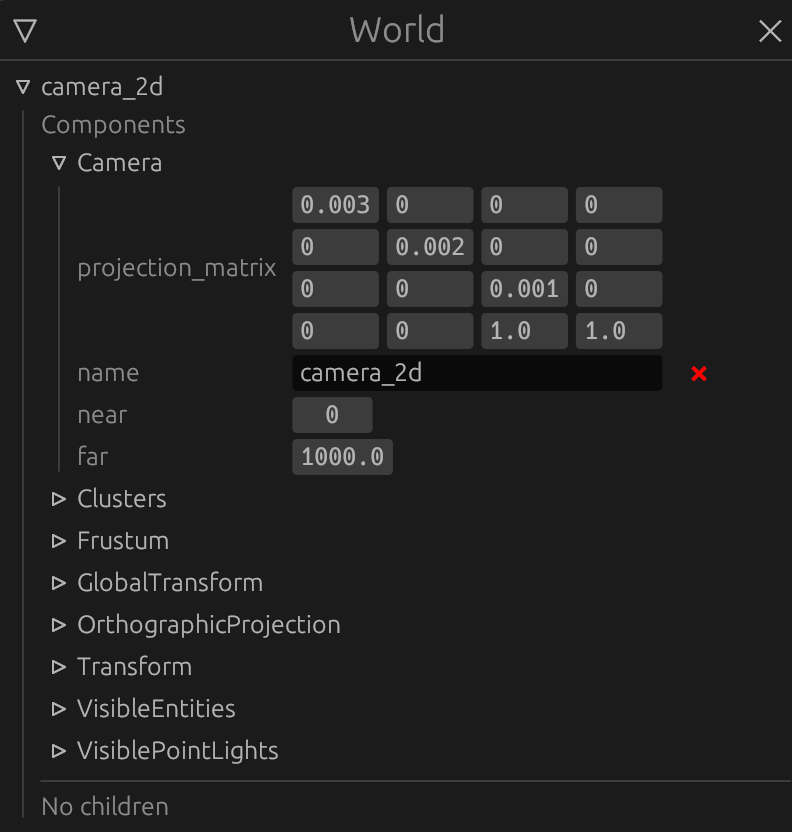 World
camera_2d
Components
Camera
projection_matrix
0.003 0 0 0
0 0.002 0 0
0 0 0.001 0
0 0 1.0 1.0
name camera_2d
near 0
far 1000.0
Clusters
Frustum
GlobalTransform
OrthographicProjection
Transform
VisibleEntities
VisiblePointLights
No children